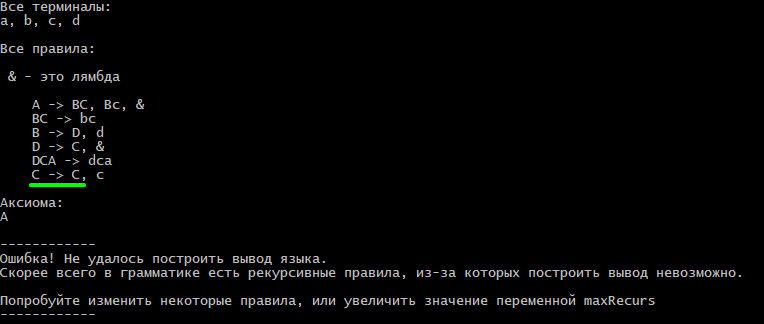 Все терминалы:
a, b, c, d
Все правила:
& - это лямбда
A -> BC, Bc, &
BC -> bc
B -> D, d
D -> C, &
DCA -> dca
C -> C, c
Аксиома:
A
------------
Ошибка! Не удалось построить вывод языка.
Скорее всего в грамматике есть рекурсивные правила, из-за которых построить вывод невозможно.
Попробуйте изменить некоторые правила, или увеличить значение переменной maxRecurs
------------